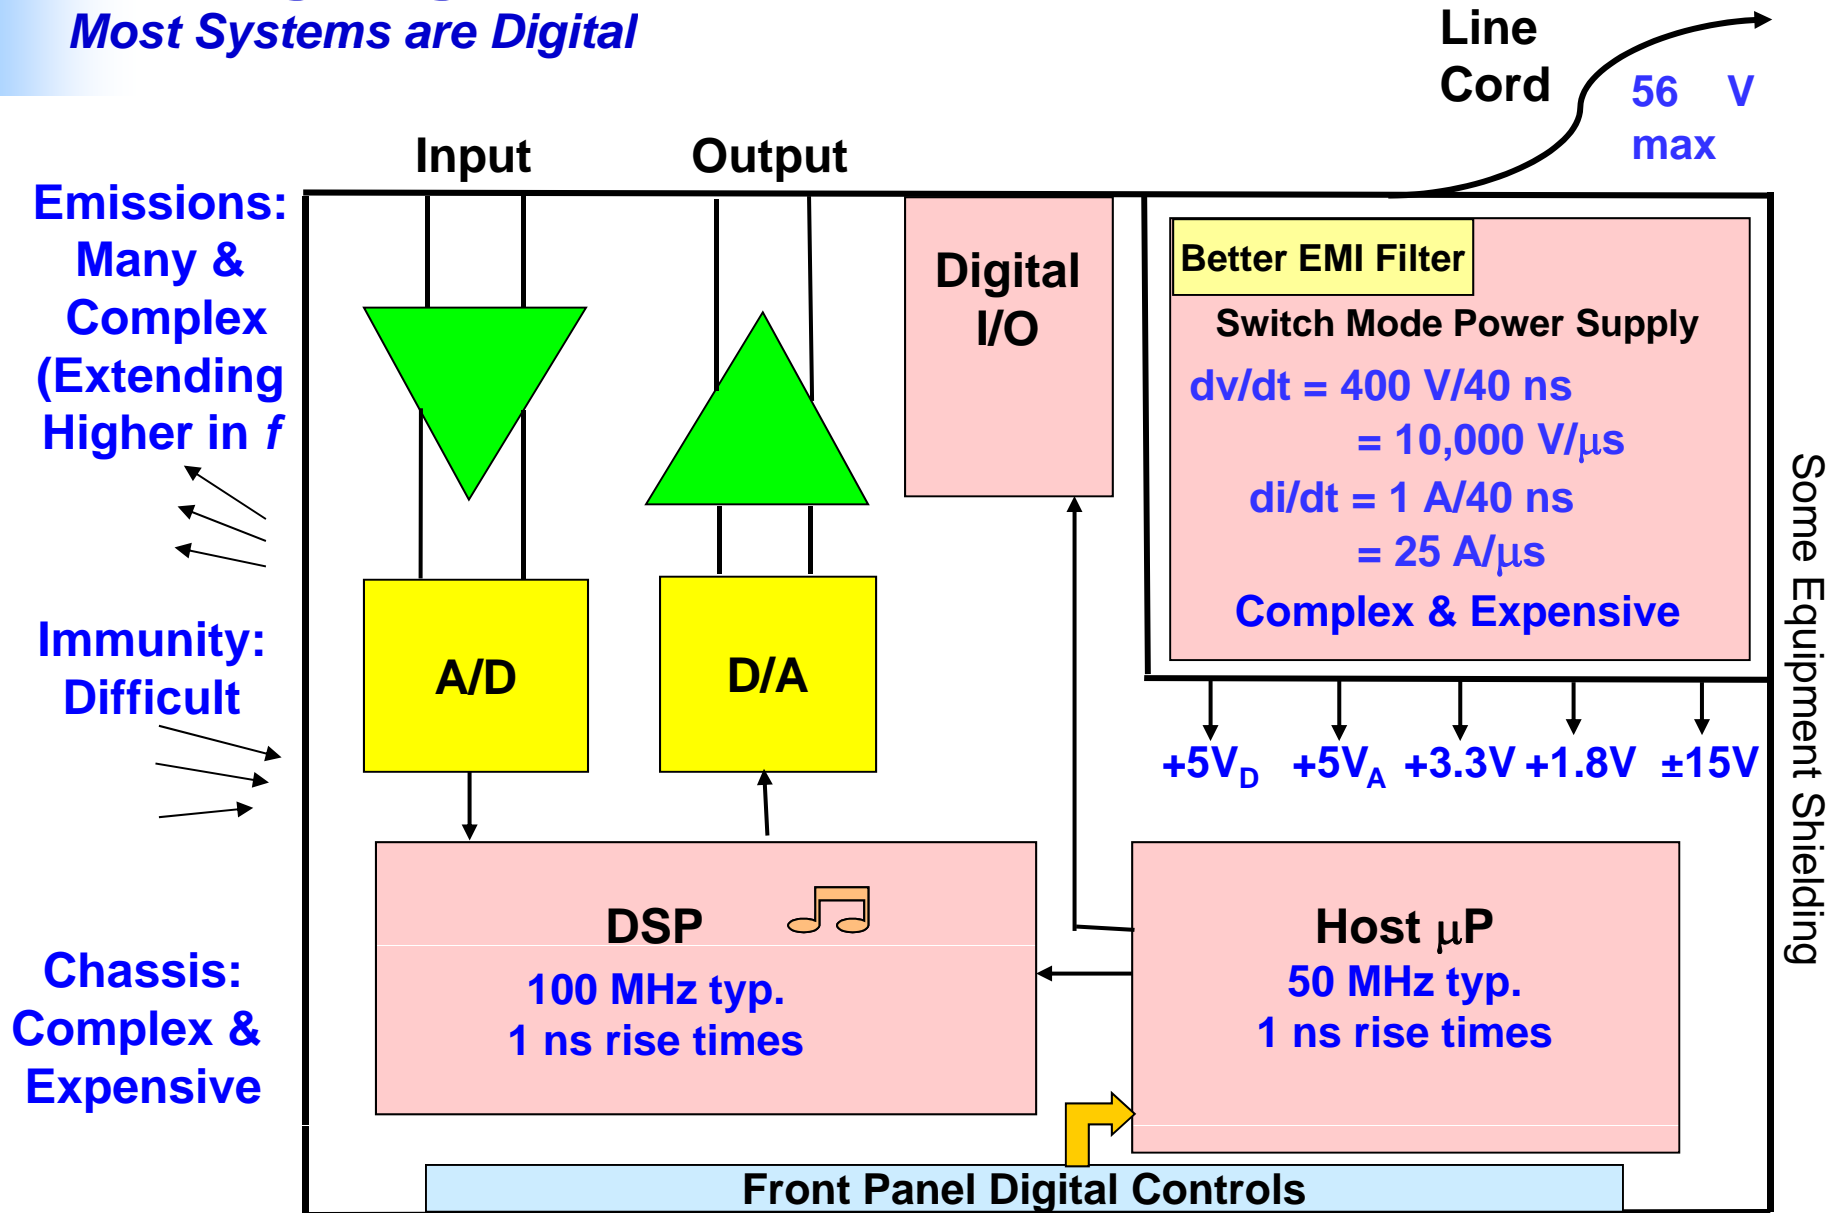 Most Systems are Digital
Line
Cord
56 V
max
Input
Output
Emissions:
Many &
Complex
(Extending
Higher in f
Immunity:
Difficult
Chassis:
Complex &
Expensive
Digital
I/O
Better EMI Filter
Switch Mode Power Supply
dv/dt = 400 V/40 ns
= 10,000 V/μs
di/dt = 1 A/40 ns
= 25 A/μs
Complex & Expensive
Some Equipment Shielding
A/D
D/A
+5VD +5VA +3.3V +1.8V ±15V
DSP
100 MHz typ.
1 ns rise times
Host μP
50 MHz typ.
1 ns rise times
Front Panel Digital Controls